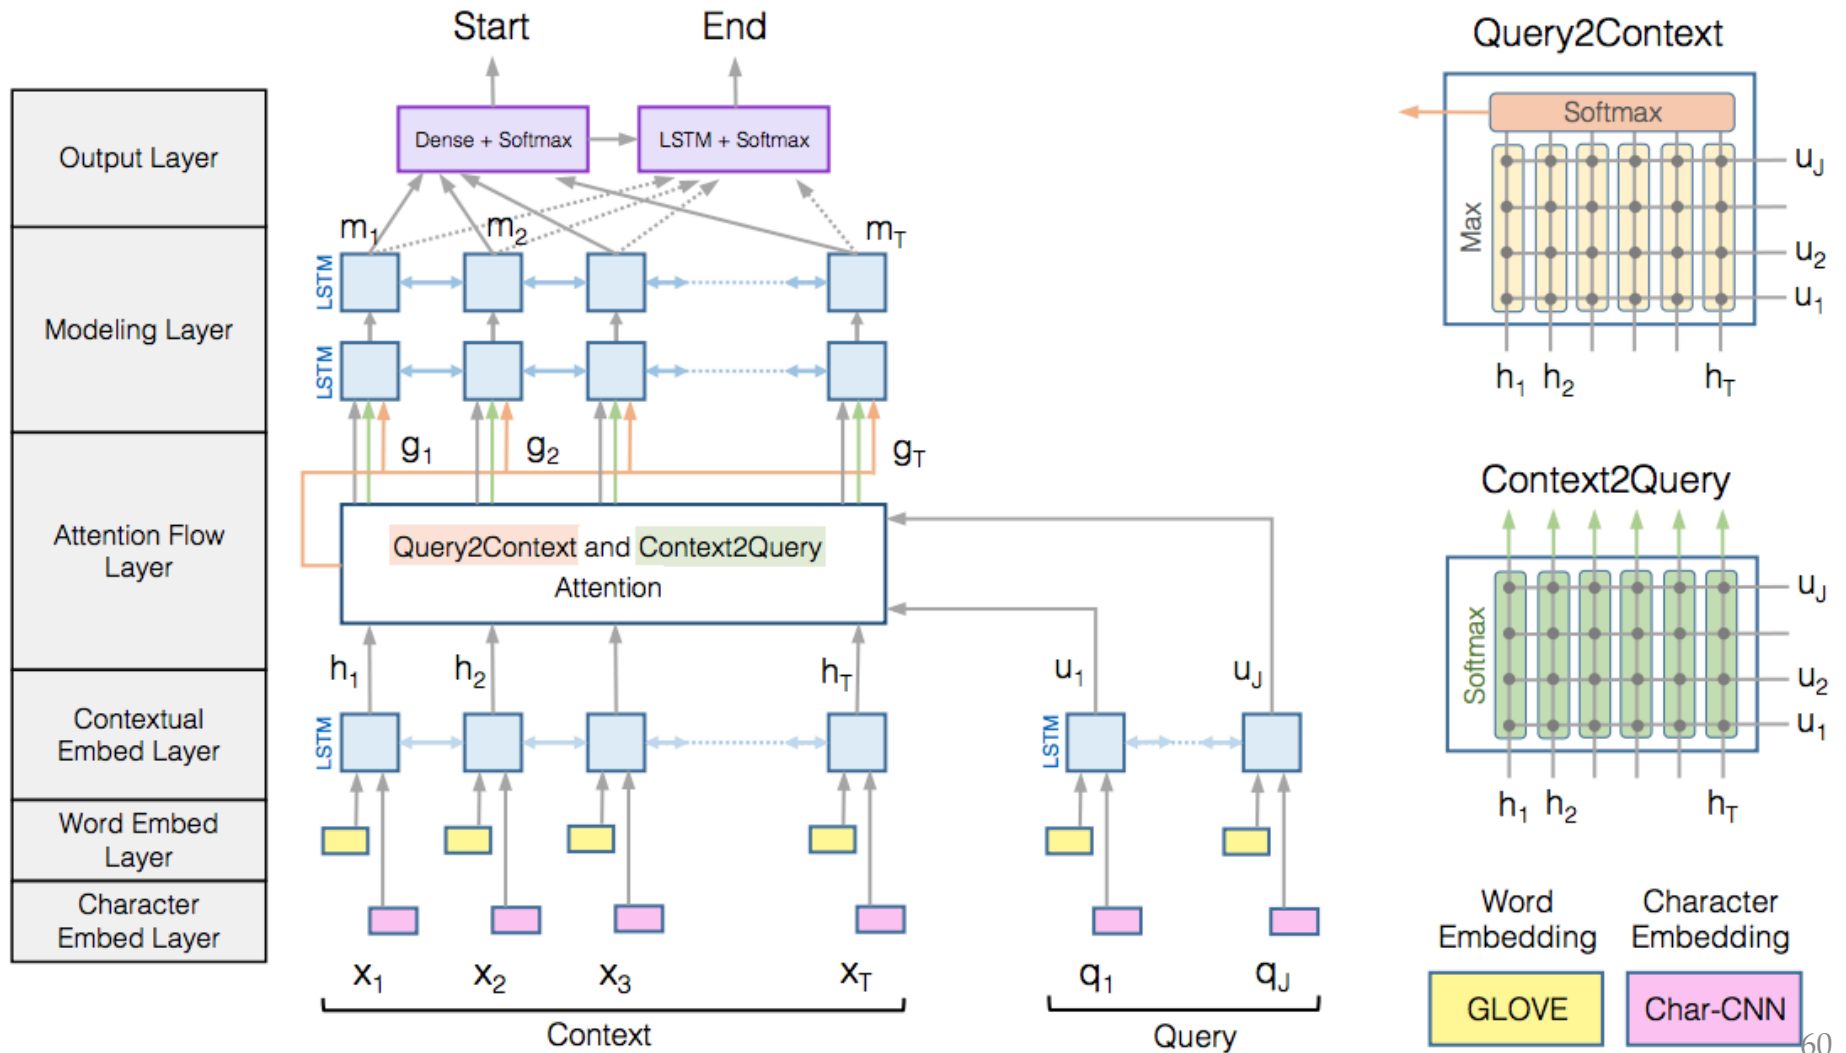 Start
End
Query2Context
Output Layer
Dense + Softmax
LSTM + Softmax
Softmax
Max
u_J
u_2
u_1
h_1 h_2 h_T
m_1 m_2 m_T
Modeling Layer
LSTM
LSTM
g_1 g_2 g_T
Attention Flow
Layer
Query2Context and Context2Query
Attention
Context2Query
Softmax
u_J
u_2
u_1
h_1 h_2 h_T
h_1 h_2 h_T
u_1 u_J
Contextual
Embed Layer
LSTM
LSTM
Word Embed
Layer
Character
Embed Layer
x_1 x_2 x_3 x_T
q_1 q_J
Context
Query
Word
Embedding
Character
Embedding
GLOVE
Char-CNN
60